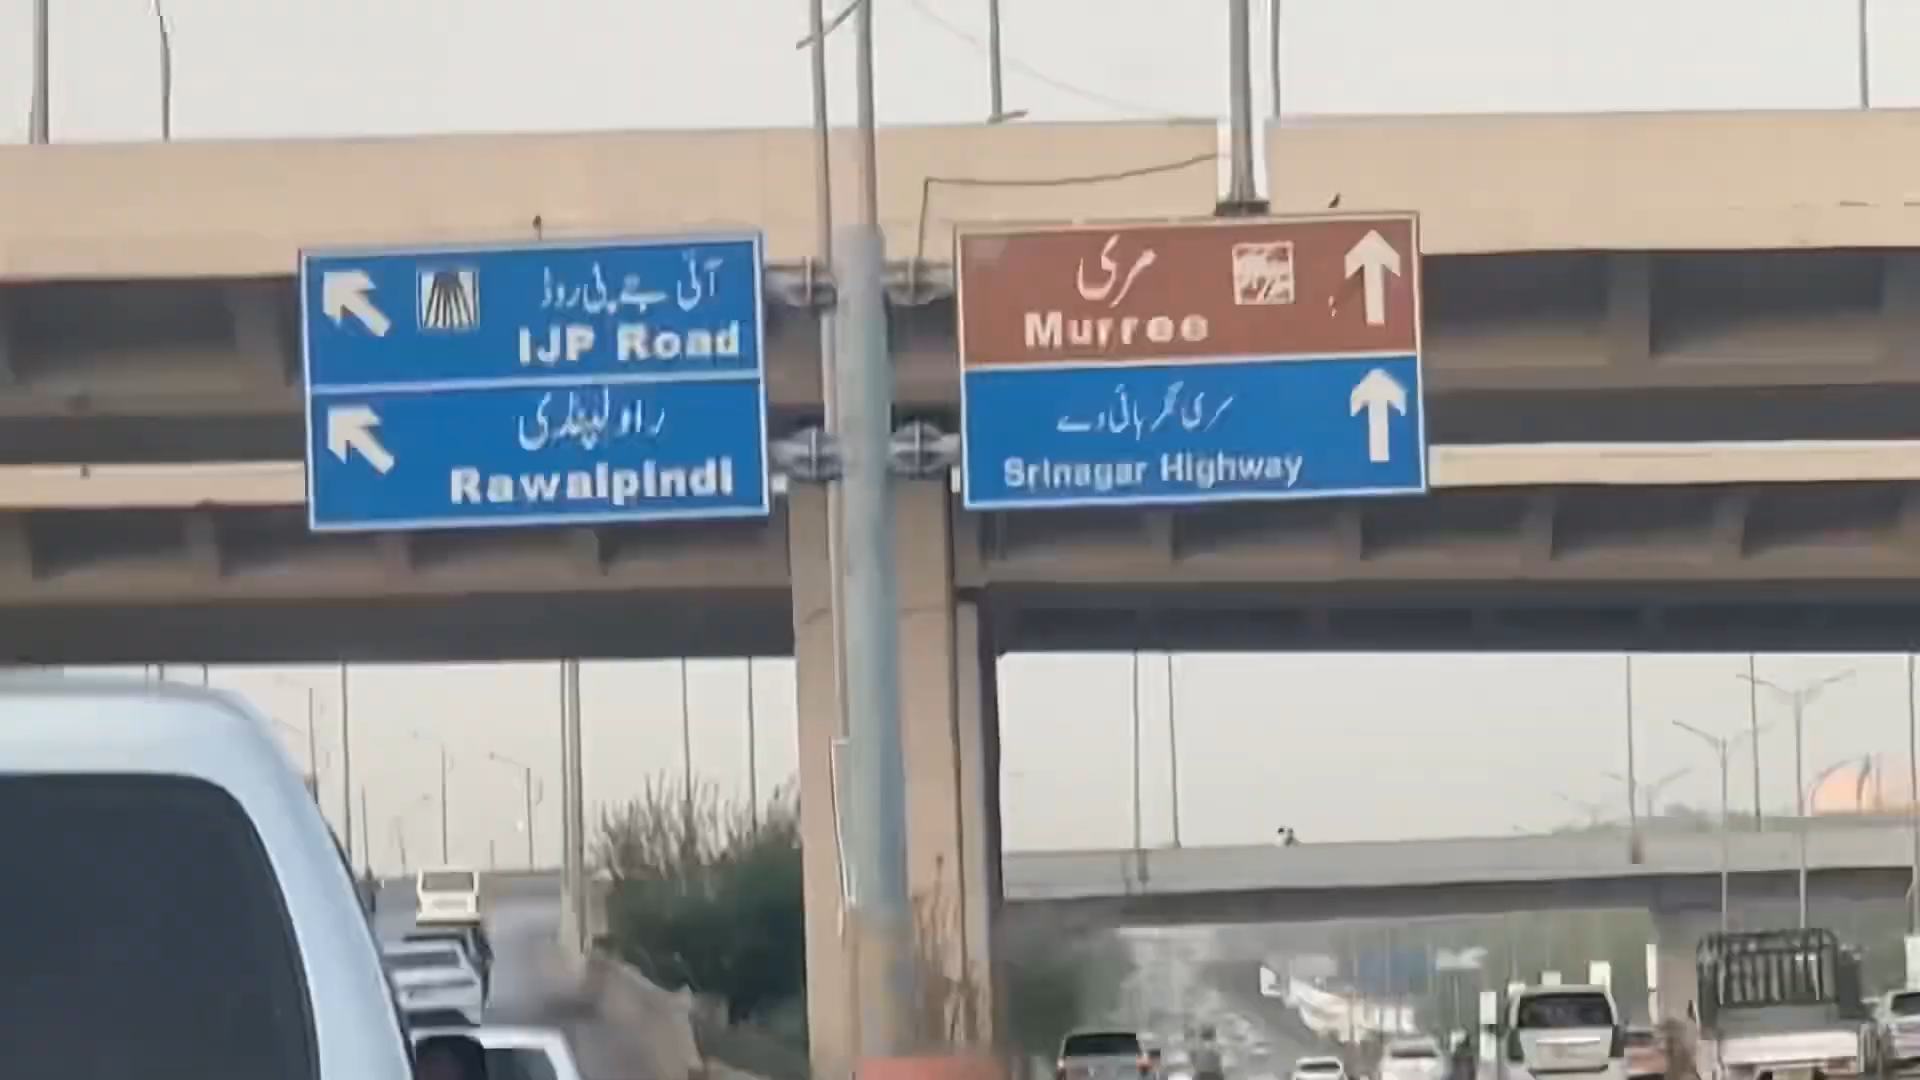 آئی جے پی روڈ
IJP Road
راولپنڈی
Rawalpindi
مری
Murree
سری نگر ہائی وے
Srinagar Highway